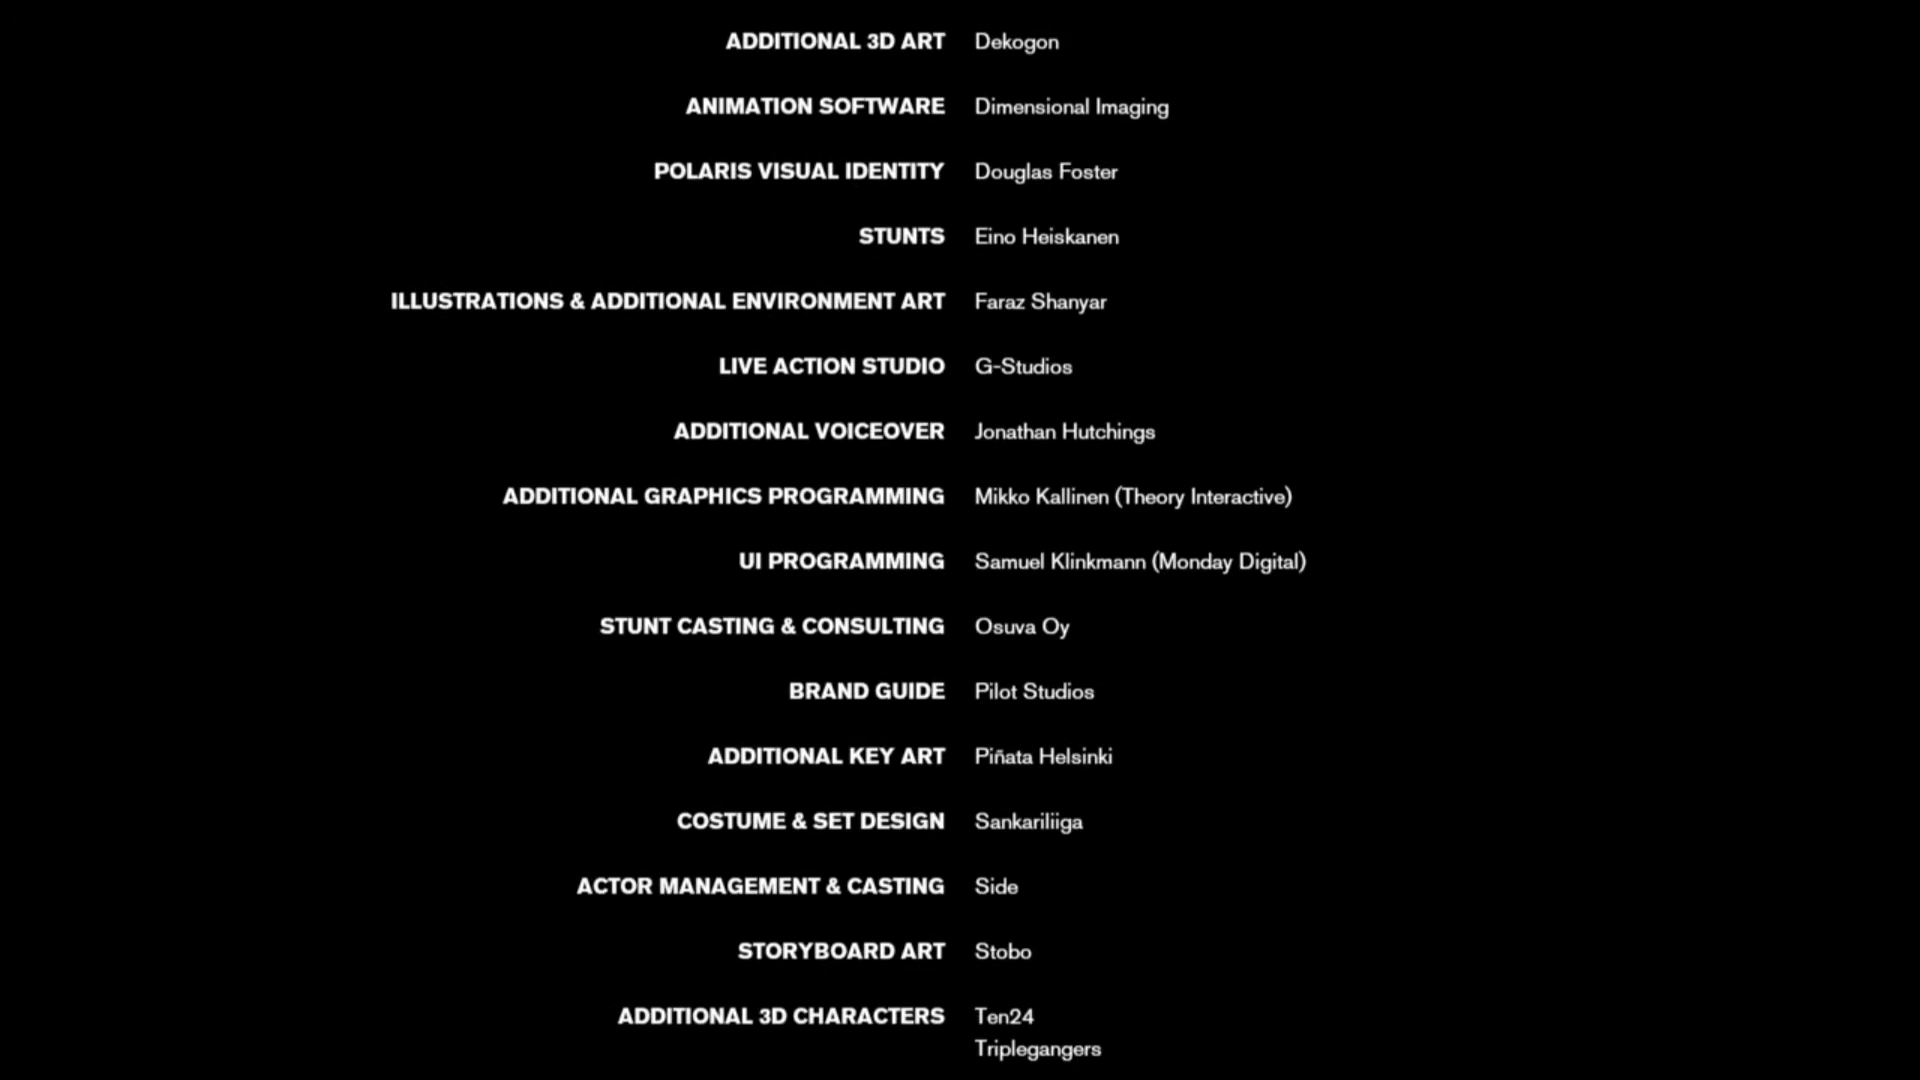 ADDITIONAL 3D ART Dekogon
ANIMATION SOFTWARE Dimensional Imaging
POLARIS VISUAL IDENTITY Douglas Foster
STUNTS Eino Heiskanen
ILLUSTRATIONS & ADDITIONAL ENVIRONMENT ART Faraz Shanyar
LIVE ACTION STUDIO G-Studios
ADDITIONAL VOICEOVER Jonathan Hutchings
ADDITIONAL GRAPHICS PROGRAMMING Mikko Kallinen (Theory Interactive)
UI PROGRAMMING Samuel Klinkmann (Monday Digital)
STUNT CASTING & CONSULTING Osuva Oy
BRAND GUIDE Pilot Studios
ADDITIONAL KEY ART Piñata Helsinki
COSTUME & SET DESIGN Sankariliiga
ACTOR MANAGEMENT & CASTING Side
STORYBOARD ART Stobo
ADDITIONAL 3D CHARACTERS Ten24
Triplegangers